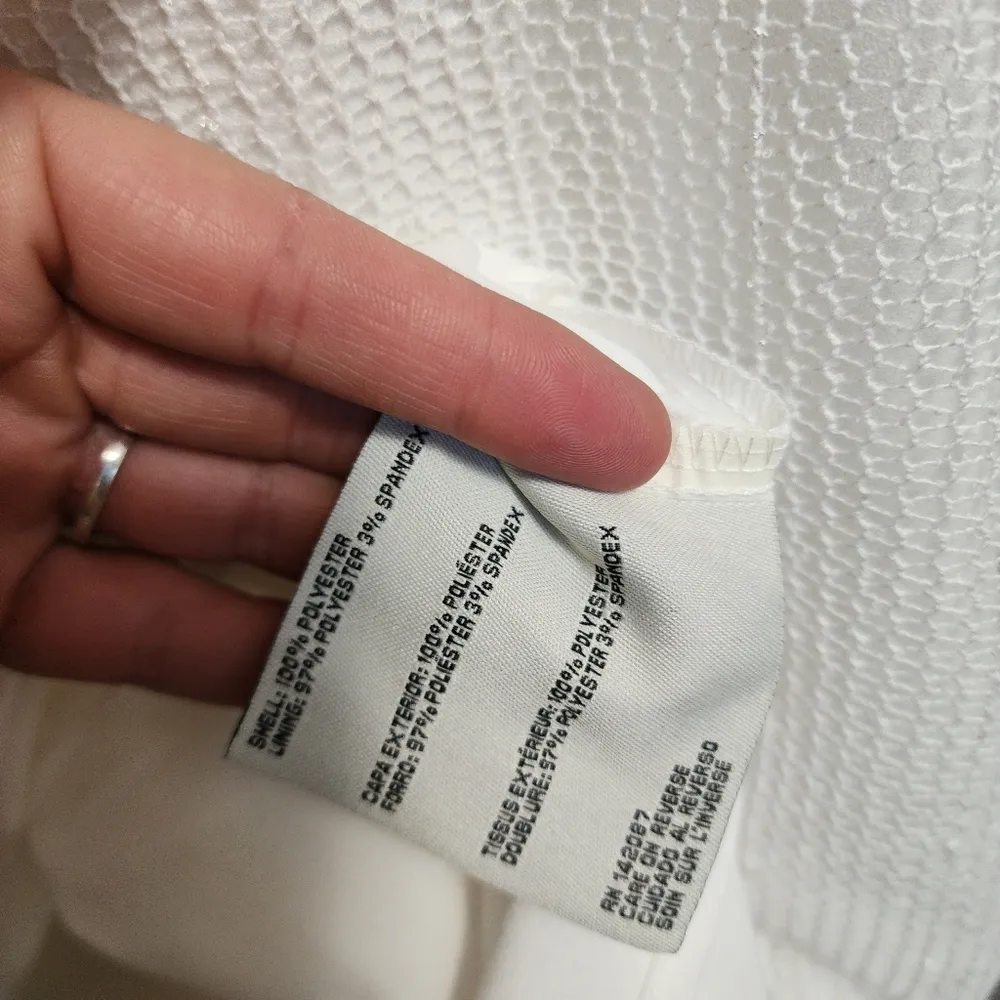 SHELL: 100% POLYESTER
LINING: 97% POLYESTER 3% SPANDEX
CAPA EXTERIOR: 100% POLIÉSTER
FORRO: 97% POLIÉSTER 3% SPANDEX
TISSUS EXTÉRIEUR: 100% POLYESTER
DOUBLURE: 97% POLYESTER 3% SPANDEX
RN 142087
CARE ON REVERSE
CUIDADO AL REVERSO
SOIN SUR L'INVERSE